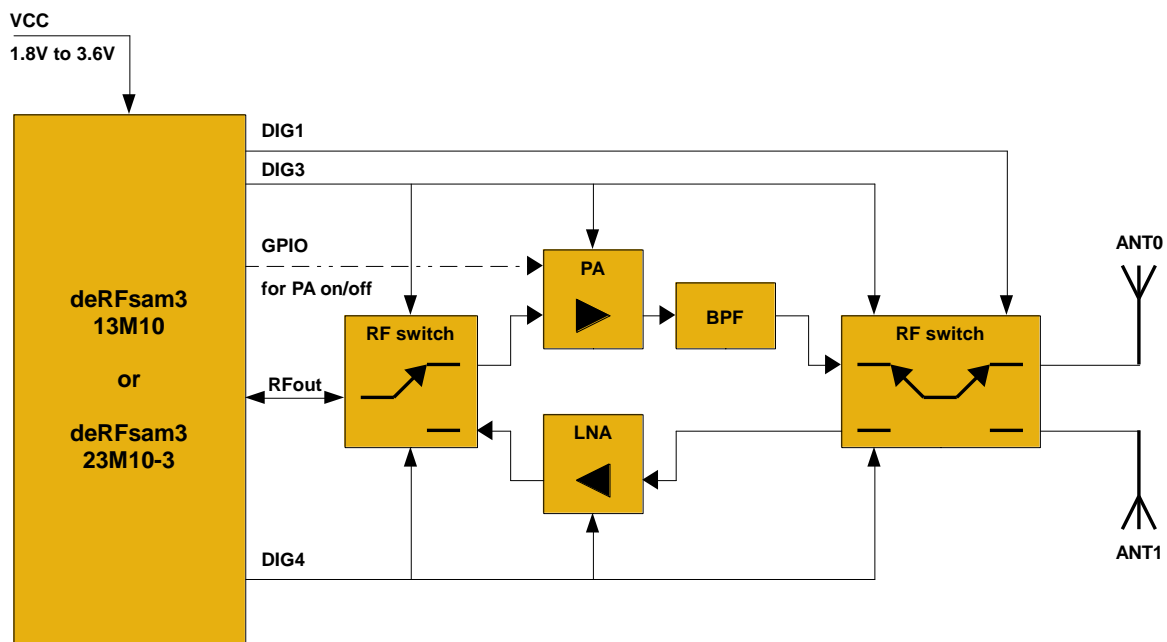 VCC
1.8V to 3.6V
DIG1
DIG3
GPIO
for PA on/off
deRFsam3
13M10
or
deRFsam3
23M10-3
RFout
RF switch
PA
BPF
LNA
RF switch
ANT0
ANT1
DIG4